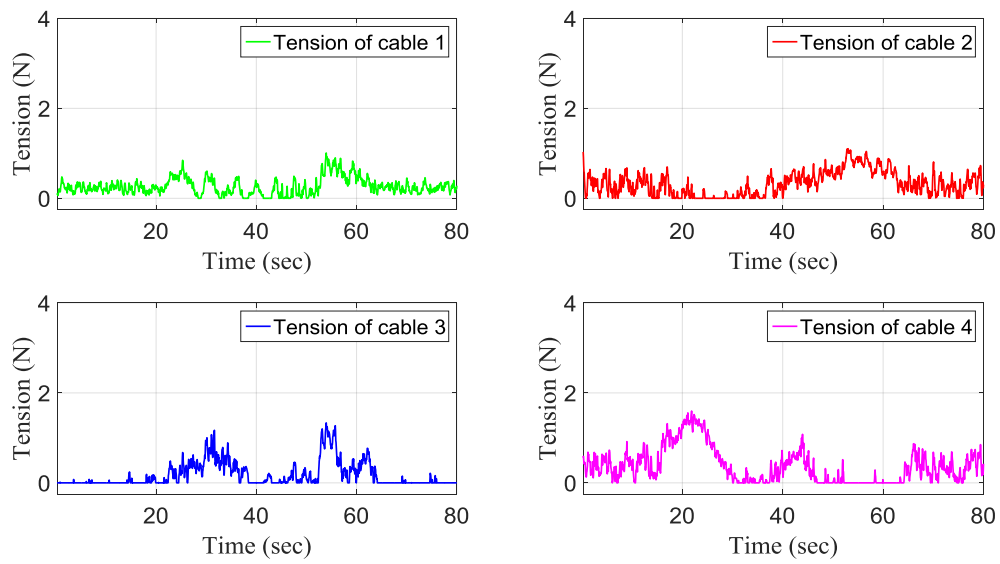 4
2
0
Tension (N)
Tension of cable 1
20 40 60 80
Time (sec)
4
2
0
Tension (N)
Tension of cable 2
20 40 60 80
Time (sec)
4
2
0
Tension (N)
Tension of cable 3
20 40 60 80
Time (sec)
4
2
0
Tension (N)
Tension of cable 4
20 40 60 80
Time (sec)